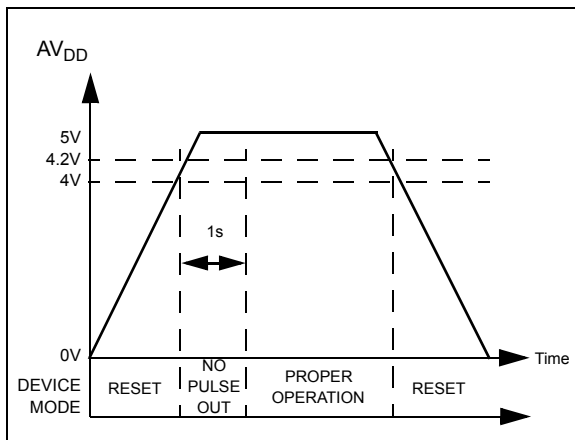 AVDD
5V
4.2V
4V
1s
0V
Time
DEVICE
MODE
RESET
NO
PULSE
OUT
PROPER
OPERATION
RESET